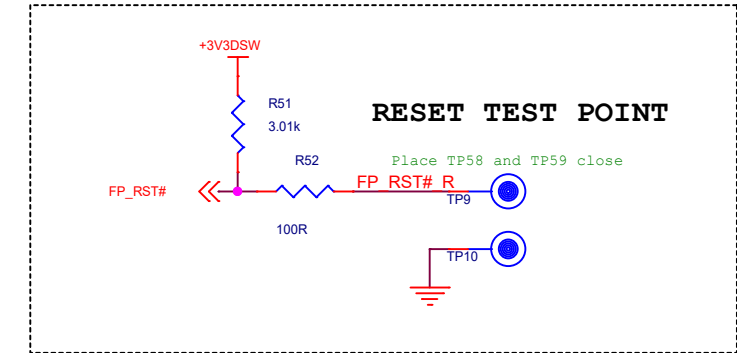 +3V3DSW
R51
3.01k
RESET TEST POINT
R52
Place TP58 and TP59 close
FP_RST#
FP_RST#_R
TP9
100R
TP10